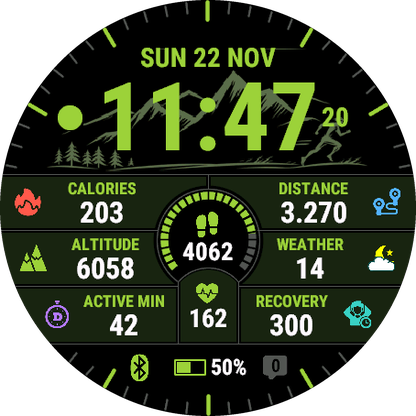 SUN 22 NOV
11:47 20
CALORIES
203
DISTANCE
3.270
ALTITUDE
6058
4062
WEATHER
14
ACTIVE MIN
42
162
RECOVERY
300
D
50%
0